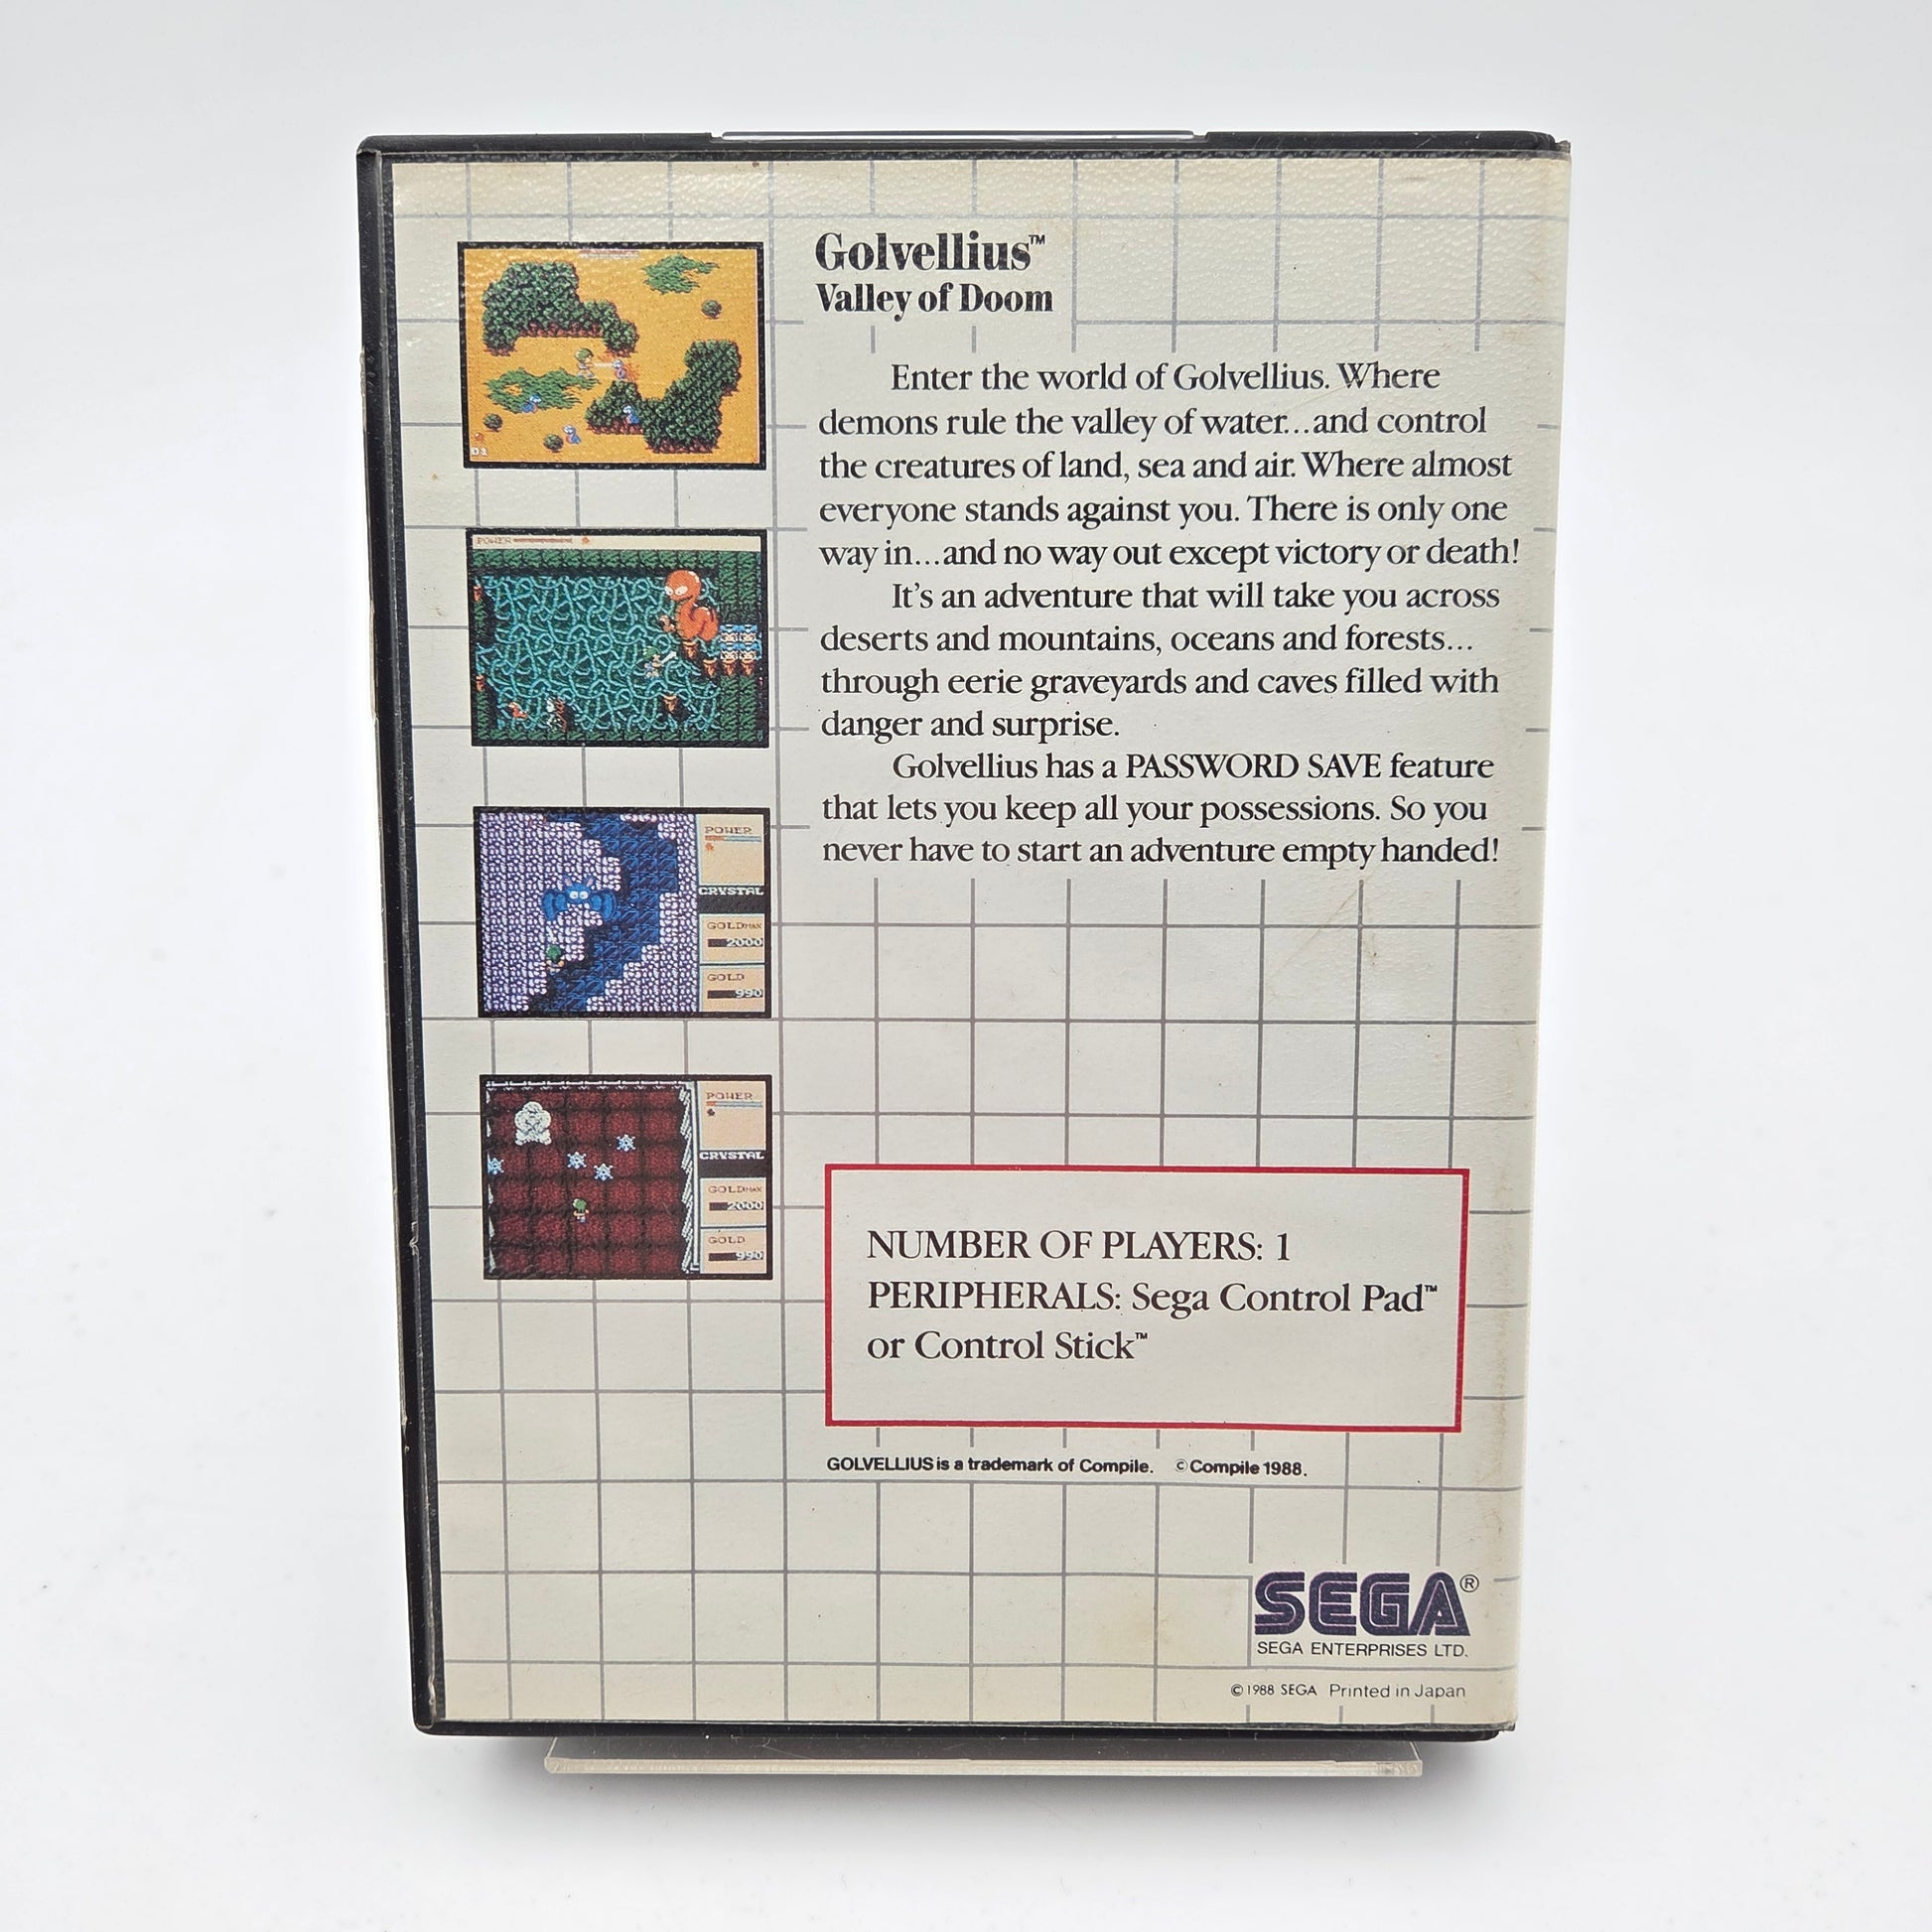 Golvellius™
Valley of Doom
Enter the world of Golvellius. Where
demons rule the valley of water...and control
the creatures of land, sea and air. Where almost
everyone stands against you. There is only one
way in...and no way out except victory or death!
It's an adventure that will take you across
deserts and mountains, oceans and forests...
through eerie graveyards and caves filled with
danger and surprise.
Golvellius has a PASSWORD SAVE feature
that lets you keep all your possessions. So you
never have to start an adventure empty handed!
POWER
POWER
CRYSTAL
GOLD MAX
2000
GOLD
990
POWER
CRYSTAL
GOLD MAX
2000
GOLD
990
NUMBER OF PLAYERS: 1
PERIPHERALS: Sega Control Pad™
or Control Stick™
GOLVELLIUS is a trademark of Compile. © Compile 1988.
SEGA®
SEGA ENTERPRISES LTD.
© 1988 SEGA Printed in Japan